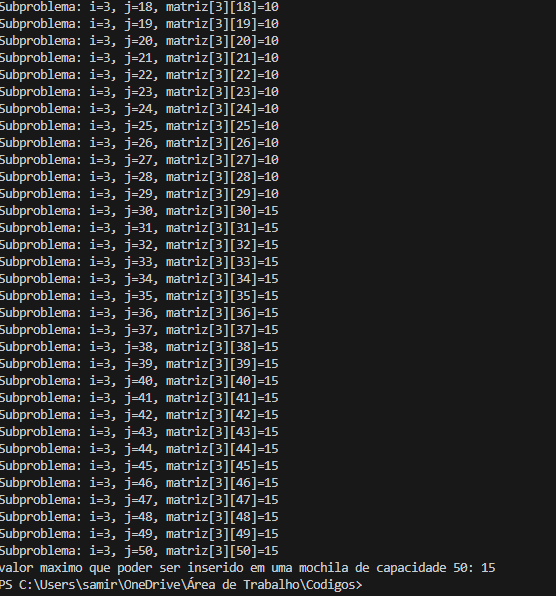 Subproblema: i=3, j=18, matriz[3][18]=10
Subproblema: i=3, j=19, matriz[3][19]=10
Subproblema: i=3, j=20, matriz[3][20]=10
Subproblema: i=3, j=21, matriz[3][21]=10
Subproblema: i=3, j=22, matriz[3][22]=10
Subproblema: i=3, j=23, matriz[3][23]=10
Subproblema: i=3, j=24, matriz[3][24]=10
Subproblema: i=3, j=25, matriz[3][25]=10
Subproblema: i=3, j=26, matriz[3][26]=10
Subproblema: i=3, j=27, matriz[3][27]=10
Subproblema: i=3, j=28, matriz[3][28]=10
Subproblema: i=3, j=29, matriz[3][29]=10
Subproblema: i=3, j=30, matriz[3][30]=15
Subproblema: i=3, j=31, matriz[3][31]=15
Subproblema: i=3, j=32, matriz[3][32]=15
Subproblema: i=3, j=33, matriz[3][33]=15
Subproblema: i=3, j=34, matriz[3][34]=15
Subproblema: i=3, j=35, matriz[3][35]=15
Subproblema: i=3, j=36, matriz[3][36]=15
Subproblema: i=3, j=37, matriz[3][37]=15
Subproblema: i=3, j=38, matriz[3][38]=15
Subproblema: i=3, j=39, matriz[3][39]=15
Subproblema: i=3, j=40, matriz[3][40]=15
Subproblema: i=3, j=41, matriz[3][41]=15
Subproblema: i=3, j=42, matriz[3][42]=15
Subproblema: i=3, j=43, matriz[3][43]=15
Subproblema: i=3, j=44, matriz[3][44]=15
Subproblema: i=3, j=45, matriz[3][45]=15
Subproblema: i=3, j=46, matriz[3][46]=15
Subproblema: i=3, j=47, matriz[3][47]=15
Subproblema: i=3, j=48, matriz[3][48]=15
Subproblema: i=3, j=49, matriz[3][49]=15
Subproblema: i=3, j=50, matriz[3][50]=15
valor maximo que poder ser inserido em uma mochila de capacidade 50: 15
PS C:\Users\samir\OneDrive\Área de Trabalho\Codigos>